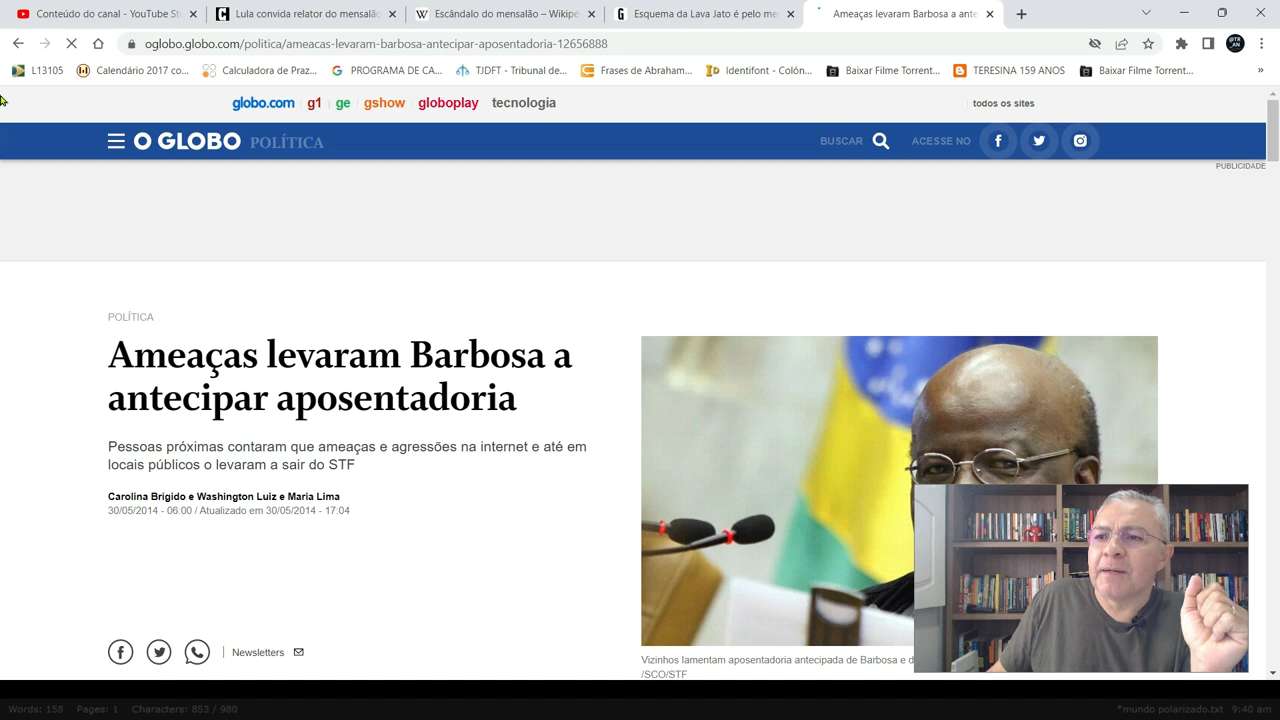 Conteúdo do canal - YouTube St
Lula convida relator do mensalão
Escândalo do mensalão – Wikipé
Esquema da Lava Jato é pelo me
Ameaças levaram Barbosa a ante
oglobo.globo.com/politica/ameacas-levaram-barbosa-antecipar-aposentadoria-12656888
L13105
Calendário 2017 co...
Calculadora de Praz...
PROGRAMA DE CA...
TJDFT - Tribunal de...
Frases de Abraham...
Identifont - Colón...
Baixar Filme Torrent...
TERESINA 159 ANOS
Baixar Filme Torrent...
»
globo.com g1 ge gshow globoplay tecnologia
todos os sites
O GLOBO POLÍTICA
BUSCAR
ACESSE NO
PUBLICIDADE
POLÍTICA
Ameaças levaram Barbosa a
antecipar aposentadoria
Pessoas próximas contaram que ameaças e agressões na internet e até em
locais públicos o levaram a sair do STF
Carolina Brigido e Washington Luiz e Maria Lima
30/05/2014 - 06:00 / Atualizado em 30/05/2014 - 17:04
Newsletters
Vizinhos lamentam aposentadoria antecipada de Barbosa e d
/SCO/STF
Words: 158 Pages: 1 Characters: 853 / 980
*mundo polarizado.txt 9:40 am